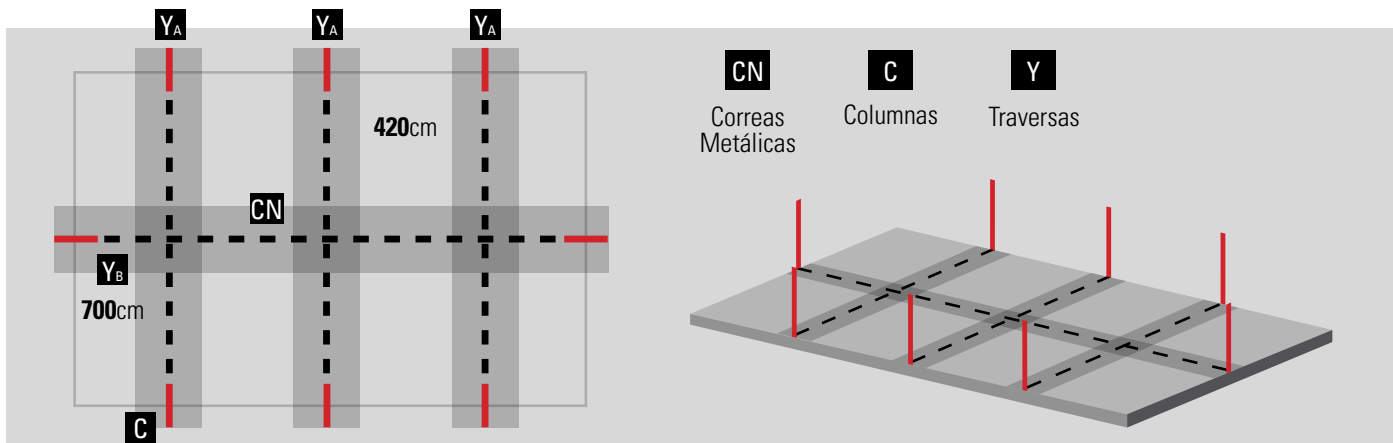 YA
YA
YA
420cm
CN
YB
700cm
C
CN
Correas
Metálicas
C
Columnas
Y
Traversas